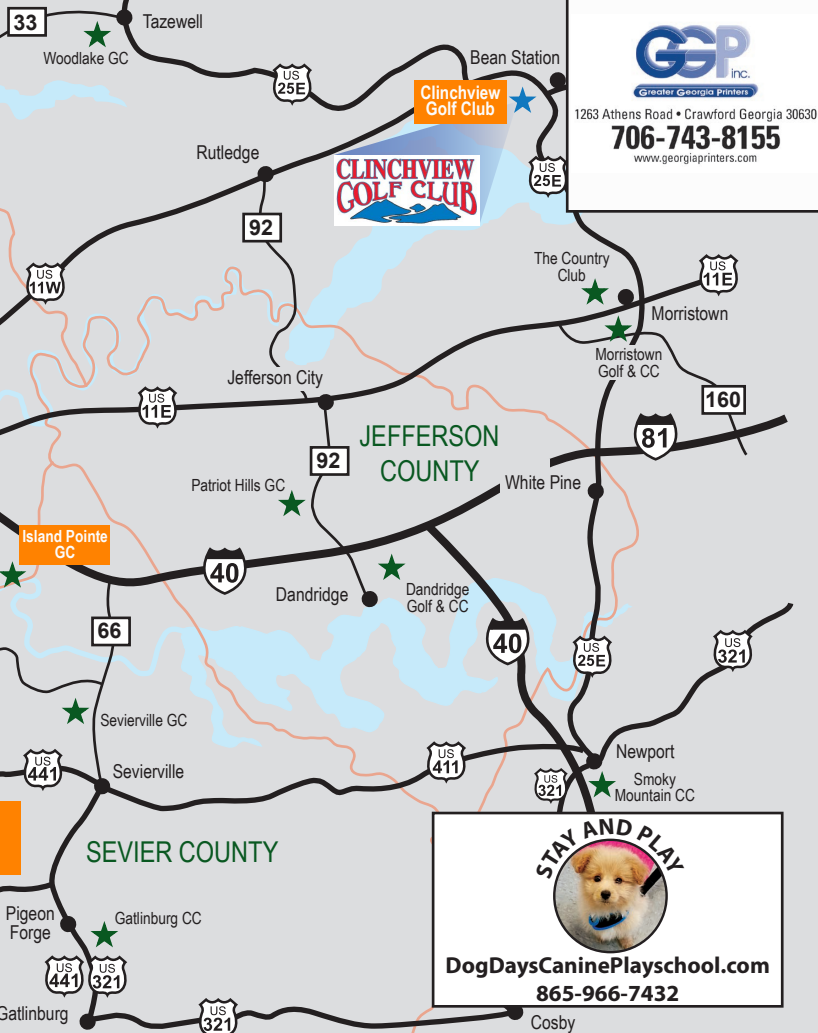 33
Tazewell
Woodlake GC
US
25E
Bean Station
Clinchview
Golf Club
GGP
inc.
Greater Georgia Printers
1263 Athens Road • Crawford Georgia 30630
706-743-8155
www.georgiaprinters.com
Rutledge
CLINCHVIEW
GOLF CLUB
US
25E
92
US
11W
The Country
Club
US
11E
Morristown
Morristown
Golf & CC
Jefferson City
US
11E
160
JEFFERSON
COUNTY
81
92
Patriot Hills GC
White Pine
Island Pointe
GC
40
Dandridge
Dandridge
Golf & CC
66
40
US
25E
US
321
Sevierville GC
US
441
Sevierville
US
411
Newport
US
321
Smoky
Mountain CC
SEVIER COUNTY
STAY AND PLAY
DogDaysCaninePlayschool.com
865-966-7432
Pigeon
Forge
Gatlinburg CC
US
441
US
321
Gatlinburg
US
321
Cosby